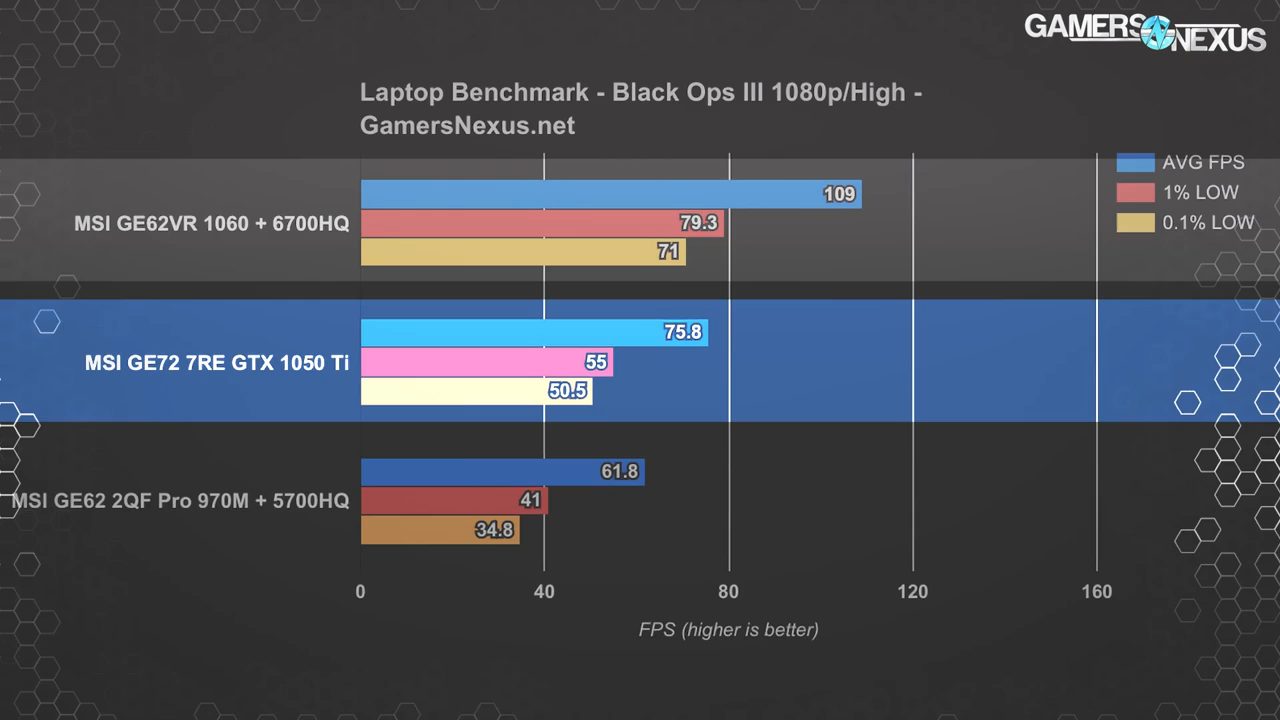 GAMERS NEXUS
Laptop Benchmark - Black Ops III 1080p/High -
GamersNexus.net
AVG FPS
1% LOW
0.1% LOW
MSI GE62VR 1060 + 6700HQ
109
79.3
71
MSI GE72 7RE GTX 1050 Ti
75.8
55
50.5
MSI GE62 2QF Pro 970M + 5700HQ
61.8
41
34.8
0 40 80 120 160
FPS (higher is better)